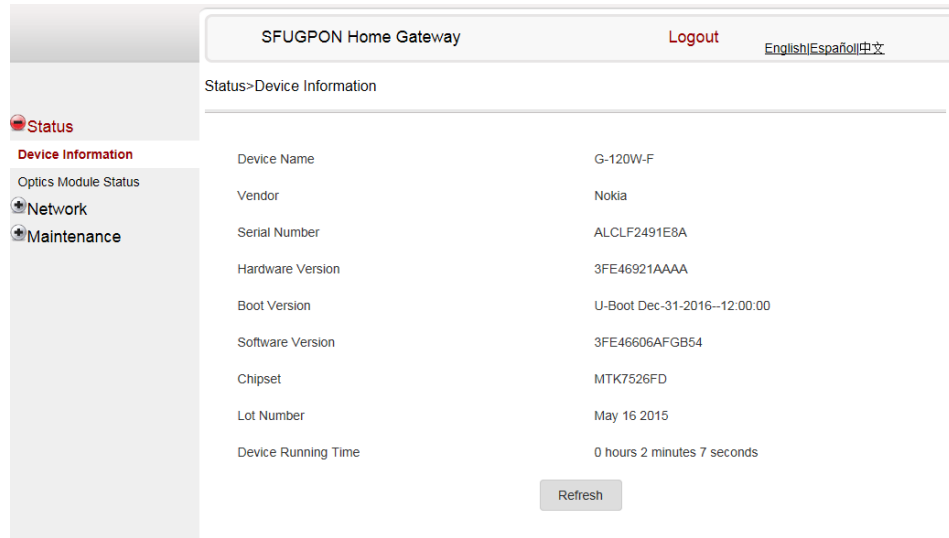 SFUGPON Home Gateway Logout English|Español|中文
Status>Device Information
Status
Device Information
Optics Module Status
Network
Maintenance
Device Name G-120W-F
Vendor Nokia
Serial Number ALCLF2491E8A
Hardware Version 3FE46921AAAA
Boot Version U-Boot Dec-31-2016--12:00:00
Software Version 3FE46606AFGB54
Chipset MTK7526FD
Lot Number May 16 2015
Device Running Time 0 hours 2 minutes 7 seconds
Refresh